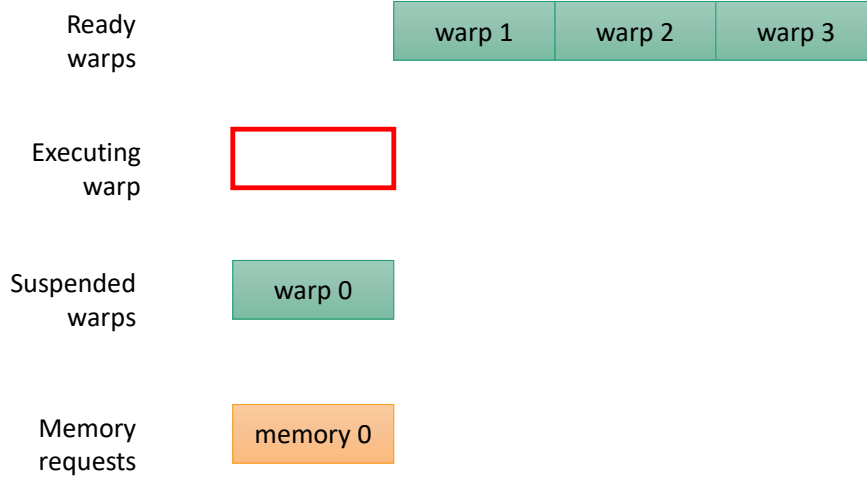 Ready
warps
warp 1
warp 2
warp 3
Executing
warp
Suspended
warps
warp 0
Memory
requests
memory 0